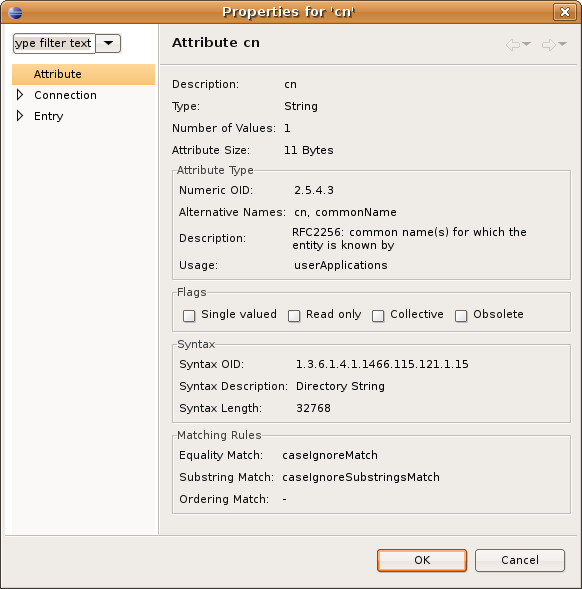 Properties for 'cn'
ype filter text
Attribute
Connection
Entry
Attribute cn
Description: cn
Type: String
Number of Values: 1
Attribute Size: 11 Bytes
Attribute Type
Numeric OID: 2.5.4.3
Alternative Names: cn, commonName
Description: RFC2256: common name(s) for which the
entity is known by
Usage: userApplications
Flags
Single valued Read only Collective Obsolete
Syntax
Syntax OID: 1.3.6.1.4.1.1466.115.121.1.15
Syntax Description: Directory String
Syntax Length: 32768
Matching Rules
Equality Match: caseIgnoreMatch
Substring Match: caseIgnoreSubstringsMatch
Ordering Match: -
OK Cancel